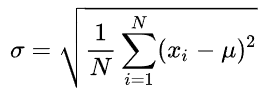 σ = √(1/N ∑_{i=1}^{N} (x_i − μ)²)